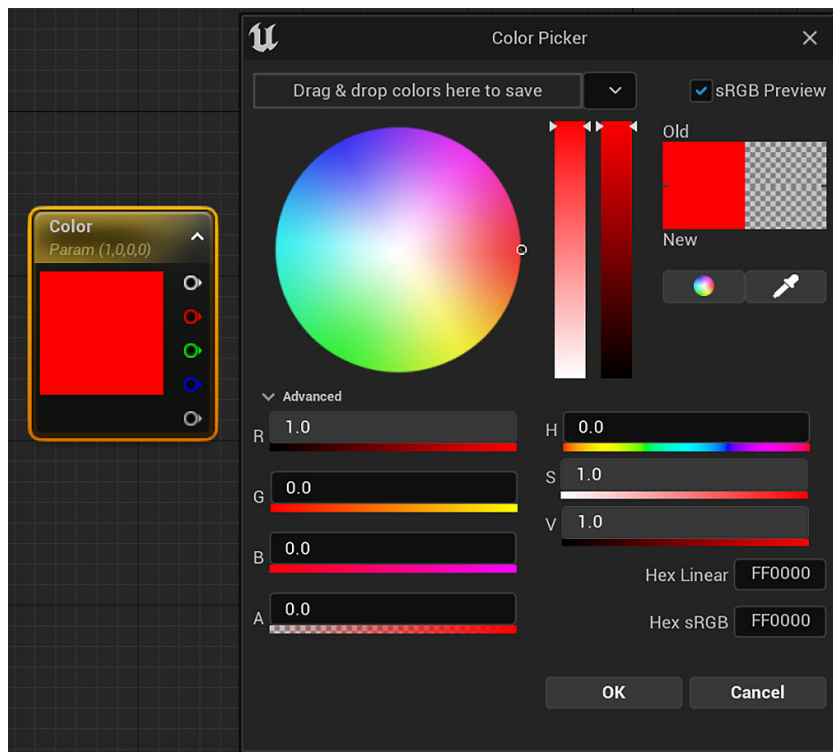 Color Picker
Drag & drop colors here to save
sRGB Preview
Old
New
Color
Param (1,0,0,0)
Advanced
R 1.0
G 0.0
B 0.0
A 0.0
H 0.0
S 1.0
V 1.0
Hex Linear FF0000
Hex sRGB FF0000
OK Cancel